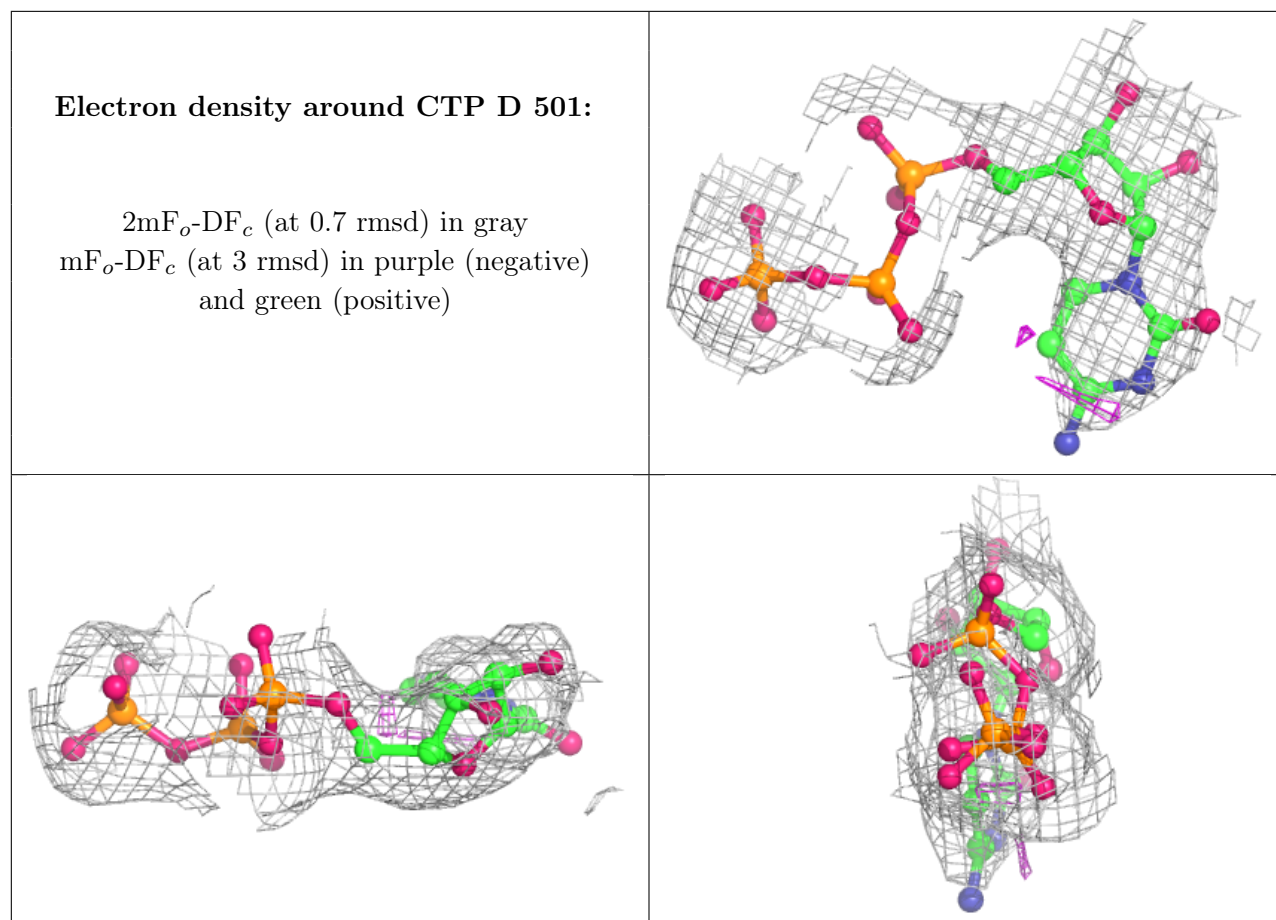 Electron density around CTP D 501:
2mFₒ-DF𝒸 (at 0.7 rmsd) in gray
mFₒ-DF𝒸 (at 3 rmsd) in purple (negative)
and green (positive)